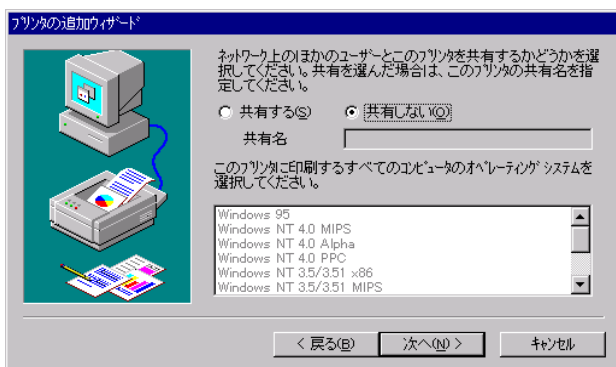 プリンタの追加ウィザード
ネットワーク上のほかのユーザーとこのプリンタを共有するかどうかを選
択してください。共有を選んだ場合は、このプリンタの共有名を指
定してください。
共有する(S) 共有しない(O)
共有名
このプリンタに印刷するすべてのコンピュータのオペレーティング システムを
選択してください。
Windows 95
Windows NT 4.0 MIPS
Windows NT 4.0 Alpha
Windows NT 4.0 PPC
Windows NT 3.5/3.51 x86
Windows NT 3.5/3.51 MIPS
< 戻る(B) 次へ(N) > キャンセル